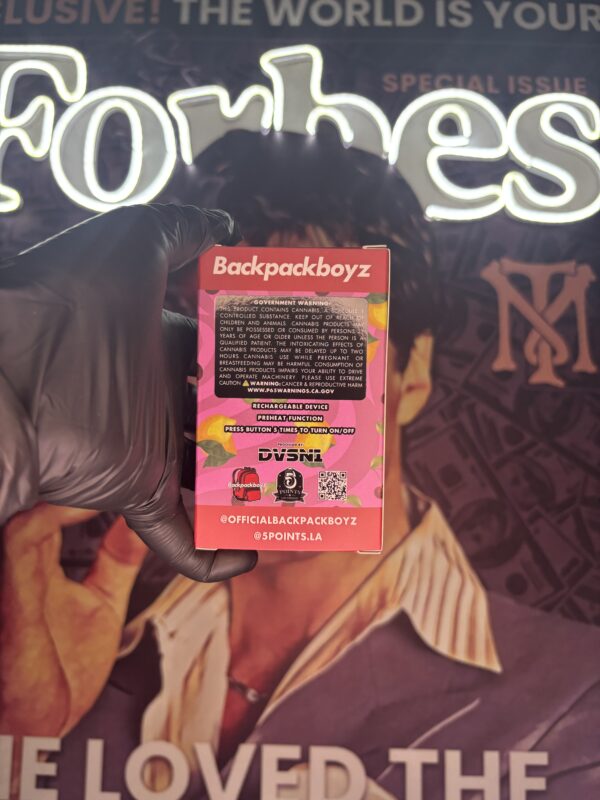 CLUSIVE! THE WORLD IS YOUR
SPECIAL ISSUE
Forbes
TM
Backpackboyz
GOVERNMENT WARNING:
THIS PRODUCT CONTAINS CANNABIS, A SCHEDULE I
CONTROLLED SUBSTANCE. KEEP OUT OF REACH OF
CHILDREN AND ANIMALS. CANNABIS PRODUCTS MAY
ONLY BE POSSESSED OR CONSUMED BY PERSONS 21
YEARS OF AGE OR OLDER UNLESS THE PERSON IS A
QUALIFIED PATIENT. THE INTOXICATING EFFECTS OF
CANNABIS PRODUCTS MAY BE DELAYED UP TO TWO
HOURS. CANNABIS USE WHILE PREGNANT OR
BREASTFEEDING MAY BE HARMFUL. CONSUMPTION OF
CANNABIS PRODUCTS IMPAIRS YOUR ABILITY TO DRIVE
AND OPERATE MACHINERY. PLEASE USE EXTREME
CAUTION ⚠ WARNING: CANCER & REPRODUCTIVE HARM
WWW.P65WARNINGS.CA.GOV
RECHARGEABLE DEVICE
PREHEAT FUNCTION
PRESS BUTTON 5 TIMES TO TURN ON/OFF
DVSN1
Backpackboyz
5
POINTS
@OFFICIALBACKPACKBOYZ
@5POINTS.LA
HE LOVED THE